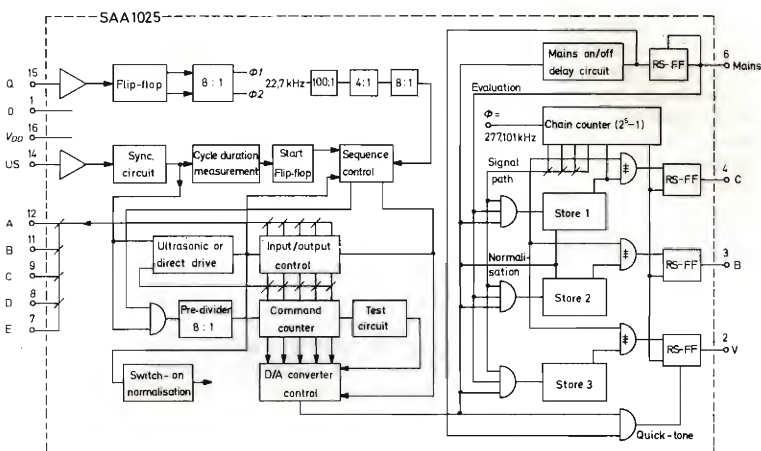 SAA1025
15
Q
Flip-flop
8 : 1
Φ1
Φ2
22,7 kHz
100:1
4:1
8:1
Mains on/off
delay circuit
RS-FF
6
Mains
1
0
16
VDD
14
US
Sync.
circuit
Cycle duration
measurement
Start
Flip-flop
Sequence
control
Evaluation
Φ =
277,101 kHz
Chain counter (2⁵–1)
Signal
path
≢
RS-FF
4
C
Store 1
12
A
11
B
9
C
8
D
7
E
Ultrasonic or
direct drive
Input/output
control
Normali-
sation
≢
RS-FF
3
B
Store 2
Pre-divider
8 : 1
Command
counter
Test
circuit
≢
RS-FF
2
V
Store 3
Switch-on
normalisation
D/A converter
control
Quick-tone